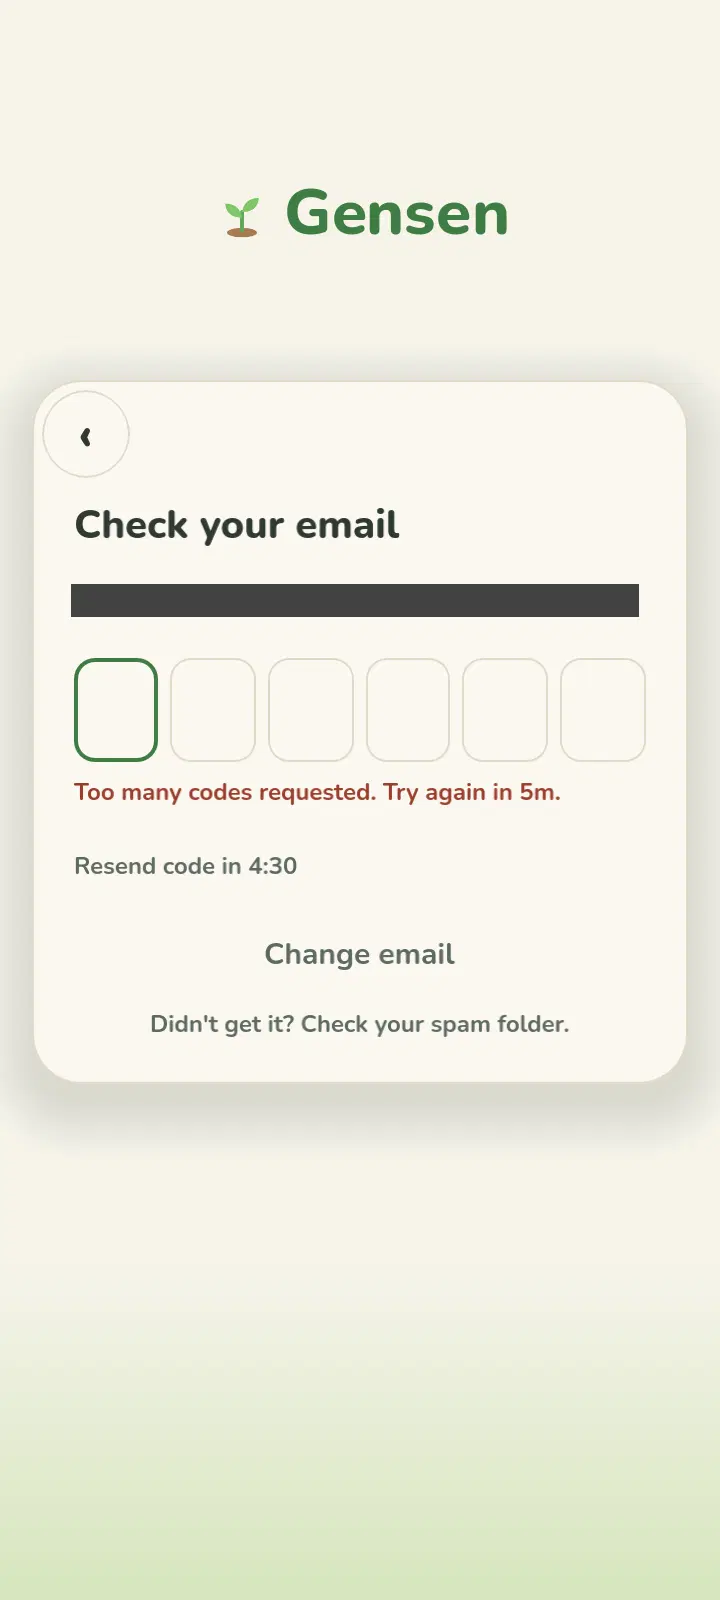 Gensen
Check your email
Too many codes requested. Try again in 5m.
Resend code in 4:30
Change email
Didn't get it? Check your spam folder.